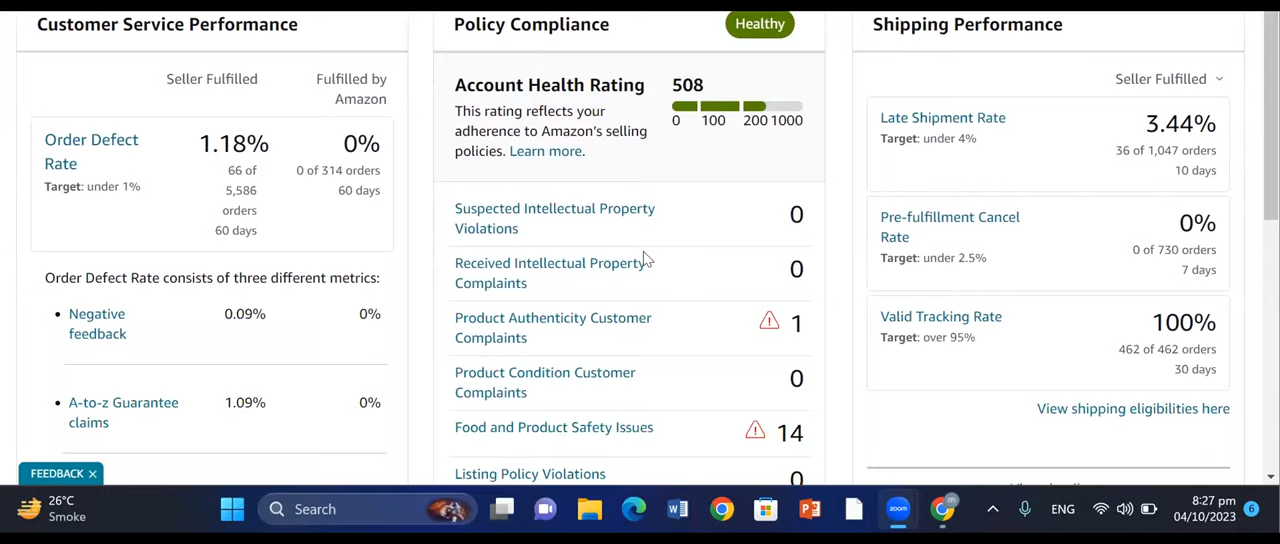 Customer Service Performance
Seller Fulfilled
Fulfilled by
Amazon
Order Defect
Rate
Target: under 1%
1.18%
66 of
5,586
orders
60 days
0%
0 of 314 orders
60 days
Order Defect Rate consists of three different metrics:
• Negative
feedback
0.09%
0%
• A-to-z Guarantee
claims
1.09%
0%
FEEDBACK ×
Policy Compliance
Healthy
Account Health Rating
This rating reflects your
adherence to Amazon's selling
policies. Learn more.
508
0 100 200 1000
Suspected Intellectual Property
Violations
0
Received Intellectual Property
Complaints
0
Product Authenticity Customer
Complaints
1
Product Condition Customer
Complaints
0
Food and Product Safety Issues
14
Listing Policy Violations
0
Shipping Performance
Seller Fulfilled
Late Shipment Rate
Target: under 4%
3.44%
36 of 1,047 orders
10 days
Pre-fulfillment Cancel
Rate
Target: under 2.5%
0%
0 of 730 orders
7 days
Valid Tracking Rate
Target: over 95%
100%
462 of 462 orders
30 days
View shipping eligibilities here
26°C
Smoke
Search
W
zoom
P
m
ENG
8:27 pm
04/10/2023
6